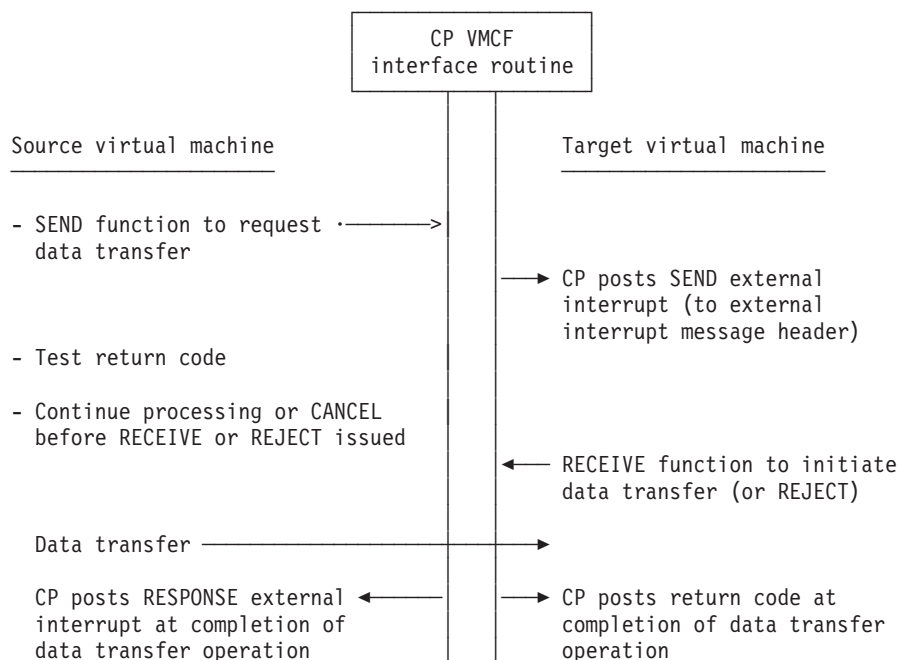 CP VMCF
interface routine
Source virtual machine
Target virtual machine
- SEND function to request
data transfer
CP posts SEND external
interrupt (to external
interrupt message header)
- Test return code
- Continue processing or CANCEL
before RECEIVE or REJECT issued
RECEIVE function to initiate
data transfer (or REJECT)
Data transfer
CP posts RESPONSE external
interrupt at completion of
data transfer operation
CP posts return code at
completion of data transfer
operation